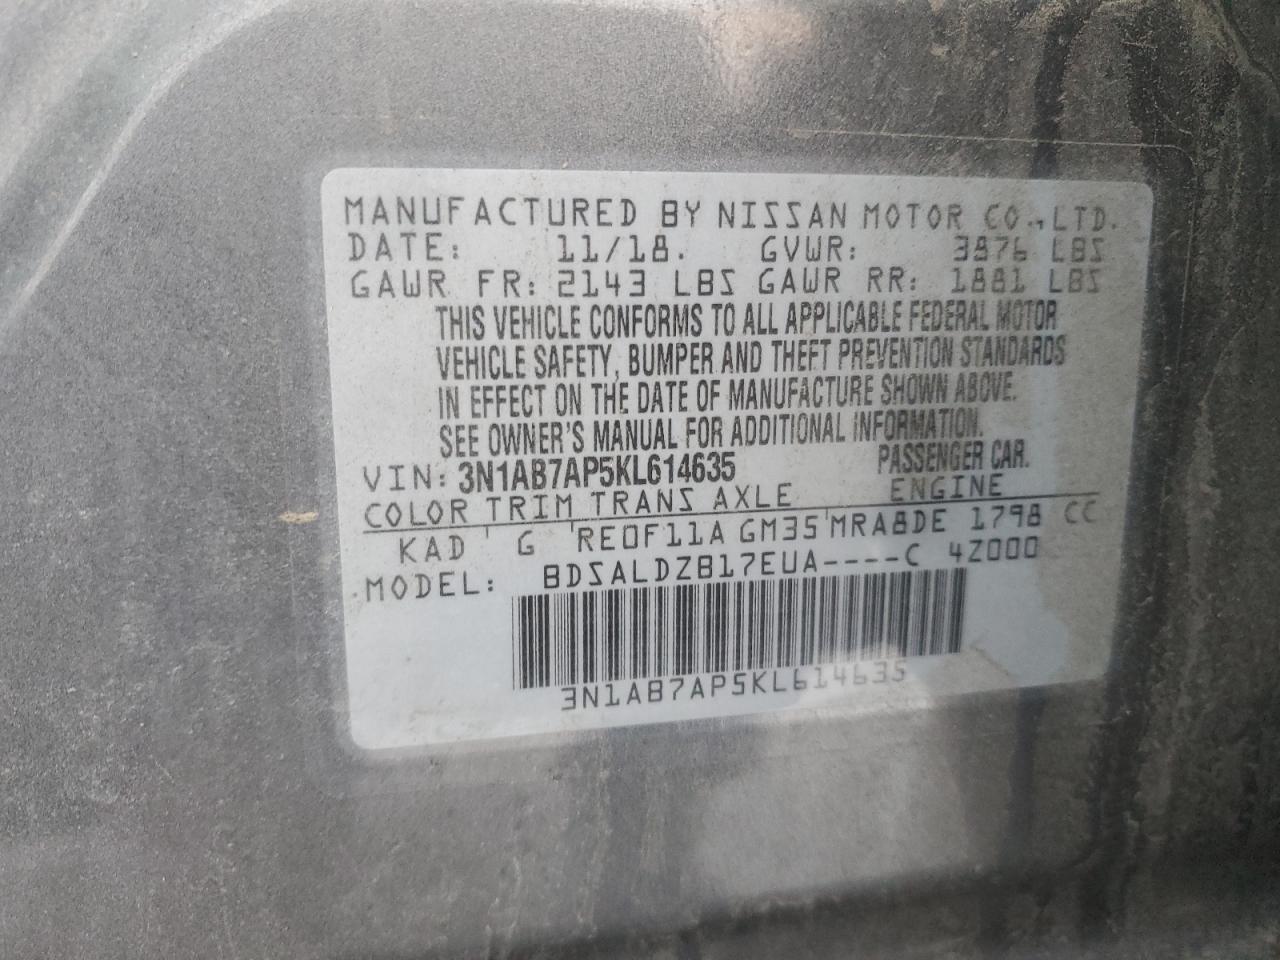 MANUFACTURED BY NISSAN MOTOR CO.,LTD.
DATE: 11/18. GVWR: 3876 LBS
GAWR FR: 2143 LBS GAWR RR: 1881 LBS
THIS VEHICLE CONFORMS TO ALL APPLICABLE FEDERAL MOTOR
VEHICLE SAFETY, BUMPER AND THEFT PREVENTION STANDARDS
IN EFFECT ON THE DATE OF MANUFACTURE SHOWN ABOVE.
SEE OWNER'S MANUAL FOR ADDITIONAL INFORMATION.
VIN: 3N1AB7AP5KL614635 PASSENGER CAR.
COLOR TRIM TRANS AXLE ENGINE
KAD ' G ' RE0F11A GM35 ' MRA8DE 1798 CC
MODEL: BDSALDZB17EUA----C 4Z000
3N1AB7AP5KL614635